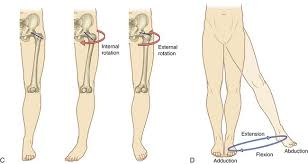 Internal
rotation
External
rotation
Extension
Abduction
Flexion
Adduction
C
D